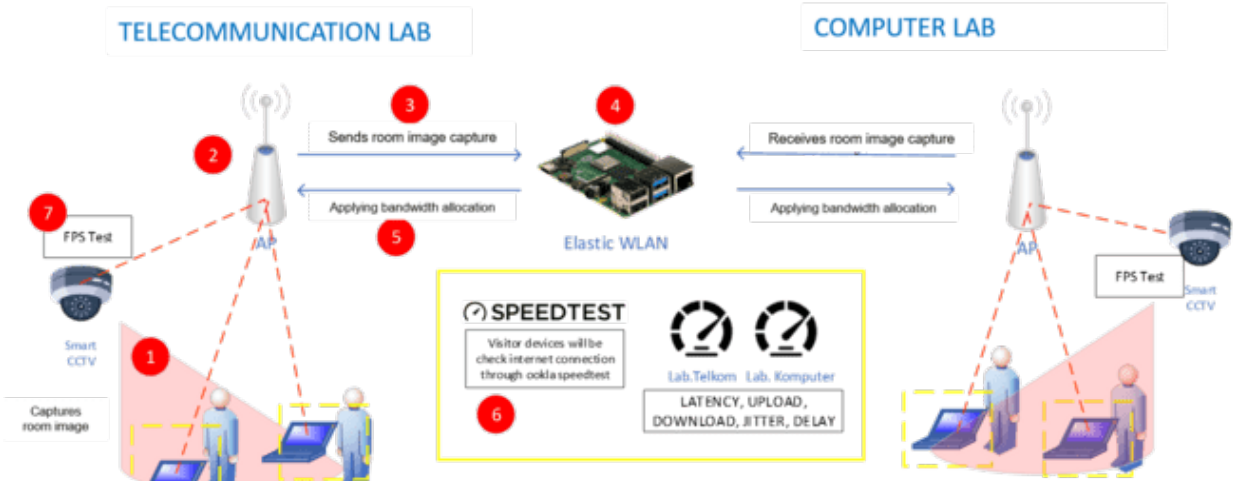 TELECOMMUNICATION LAB
COMPUTER LAB
3
4
Sends room image capture
Receives room image capture
2
7
FPS Test
Applying bandwidth allocation
Applying bandwidth allocation
5
AP
Elastic WLAN
AP
FPS Test
Smart
CCTV
Smart
CCTV
1
SPEEDTEST
Visitor devices will be
check internet connection
through ookla speedtest
Lab.Telkom
Lab. Komputer
6
LATENCY, UPLOAD,
DOWNLOAD, JITTER, DELAY
Captures
room image